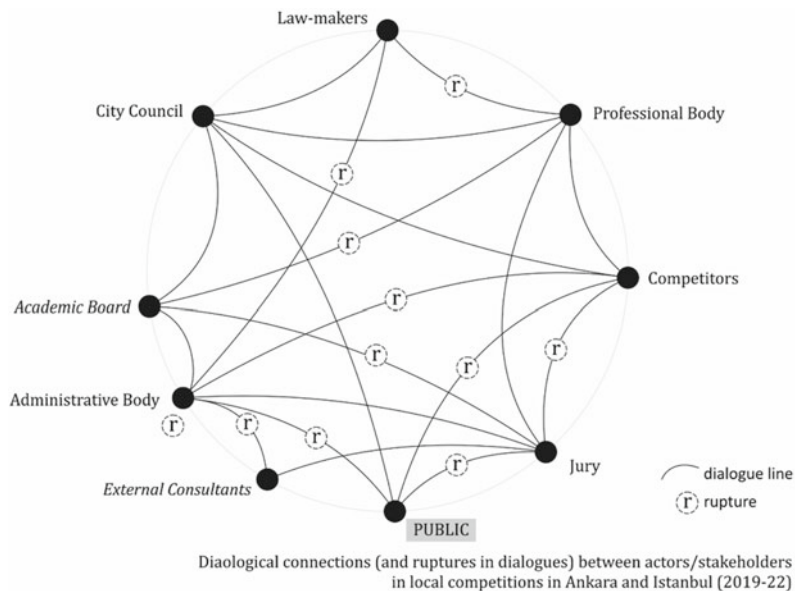 Law-makers
r
City Council
Professional Body
r
r
Competitors
r
Academic Board
r
r
r
Administrative Body
r
r
r
r
Jury
External Consultants
dialogue line
r rupture
PUBLIC
Diaological connections (and ruptures in dialogues) between actors/stakeholders
in local competitions in Ankara and Istanbul (2019-22)